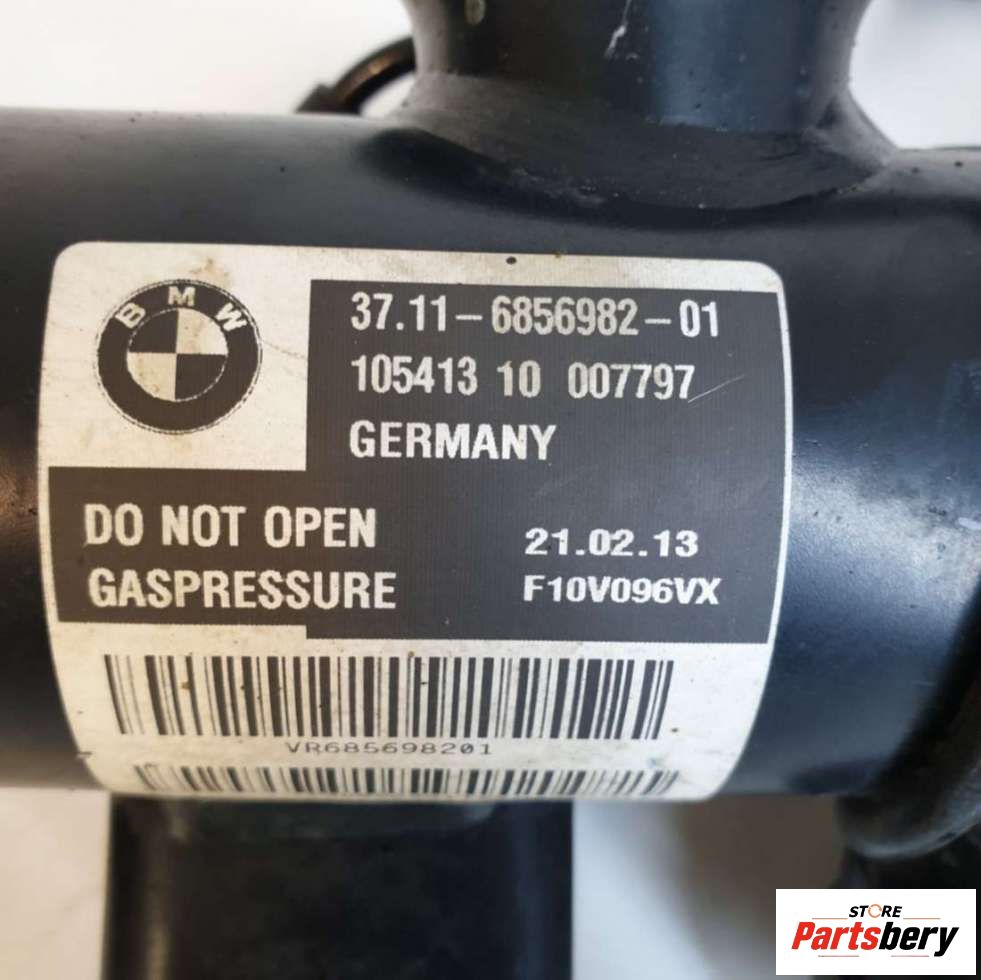 BMW
37.11-6856982-01
105413 10 007797
GERMANY
DO NOT OPEN
GASPRESSURE
21.02.13
F10V096VX
VR685698201
STORE
Partsbery